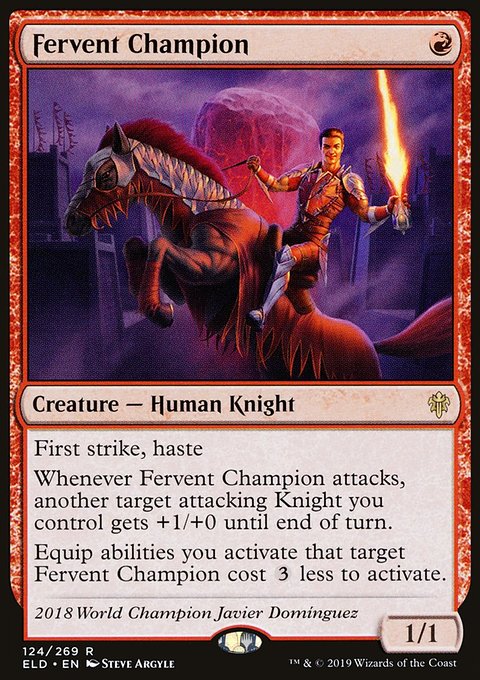 Fervent Champion
Creature — Human Knight
First strike, haste
Whenever Fervent Champion attacks,
another target attacking Knight you
control gets +1/+0 until end of turn.
Equip abilities you activate that target
Fervent Champion cost 3 less to activate.
2018 World Champion Javier Domínguez
1/1
124/269 R
ELD • EN Steve Argyle
™ & © 2019 Wizards of the Coast